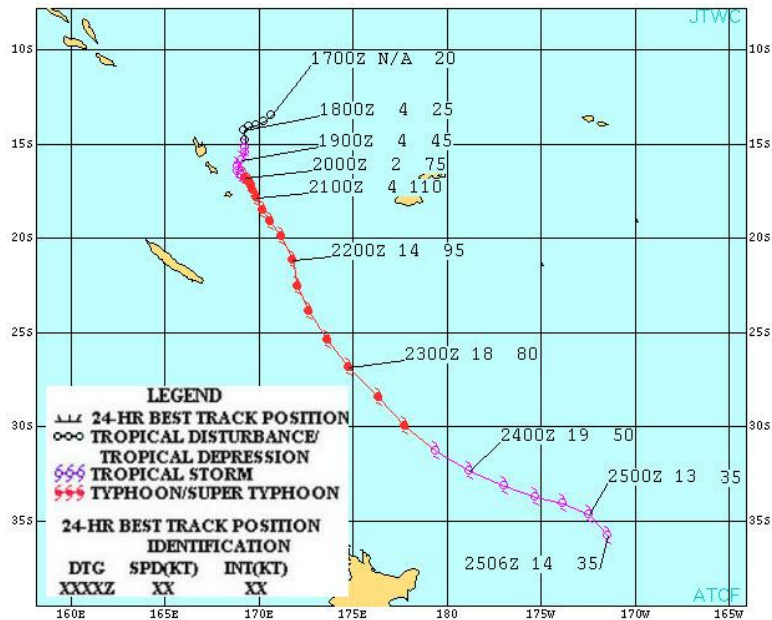 JTWC
10S
10S
1700Z N/A 20
1800Z 4 25
15S
1900Z 4 45
15S
2000Z 2 75
2100Z 4 110
20S
20S
2200Z 14 95
25S
25S
2300Z 18 80
LEGEND
24-HR BEST TRACK POSITION
TROPICAL DISTURBANCE/
TROPICAL DEPRESSION
TROPICAL STORM
TYPHOON/SUPER TYPHOON
30S
2400Z 19 50
2500Z 13 35
35S
24-HR BEST TRACK POSITION
IDENTIFICATION
DTG SPD(KT) INT(KT)
XXXXZ XX XX
2506Z 14 35
ATCF
160E 165E 170E 175E 180 175W 170W 165W
30S
35S